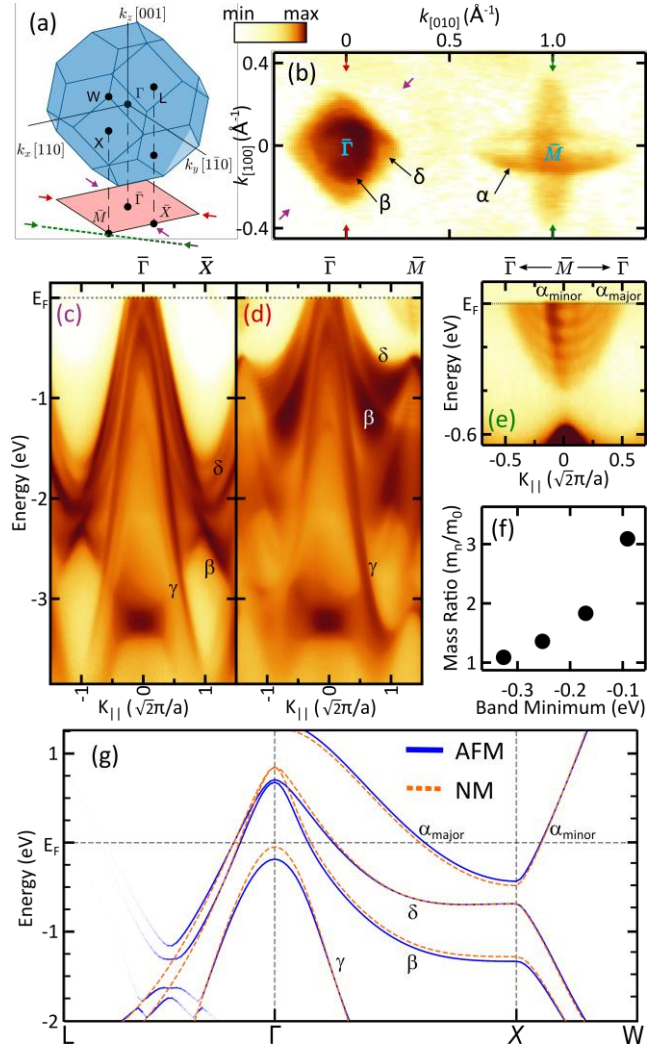 (a)
k_z [001]
W
Γ
L
X
k_x [110]
k_y [11̄0]
M̄
Γ̄
X̄
min
max
k[010] (Å⁻¹)
0
0.5
1.0
(b)
0.4
0
-0.4
k[100] (Å⁻¹)
Γ̄
M̄
δ
β
α
Γ̄
X̄
Γ̄
M̄
E_F
(c)
(d)
-1
-2
-3
Energy (eV)
δ
β
γ
δ
β
γ
-1
0
1
-1
0
1
K|| (√2π/a)
K|| (√2π/a)
Γ̄ ← M̄ → Γ̄
α_minor
α_major
E_F
-0.6
Energy (eV)
(e)
-0.5
0
0.5
K|| (√2π/a)
(f)
3
2
1
Mass Ratio (m_n/m_0)
-0.3
-0.2
-0.1
Band Minimum (eV)
(g)
AFM
NM
1
E_F
-1
-2
Energy (eV)
α_major
α_minor
δ
β
γ
L
Γ
X
W